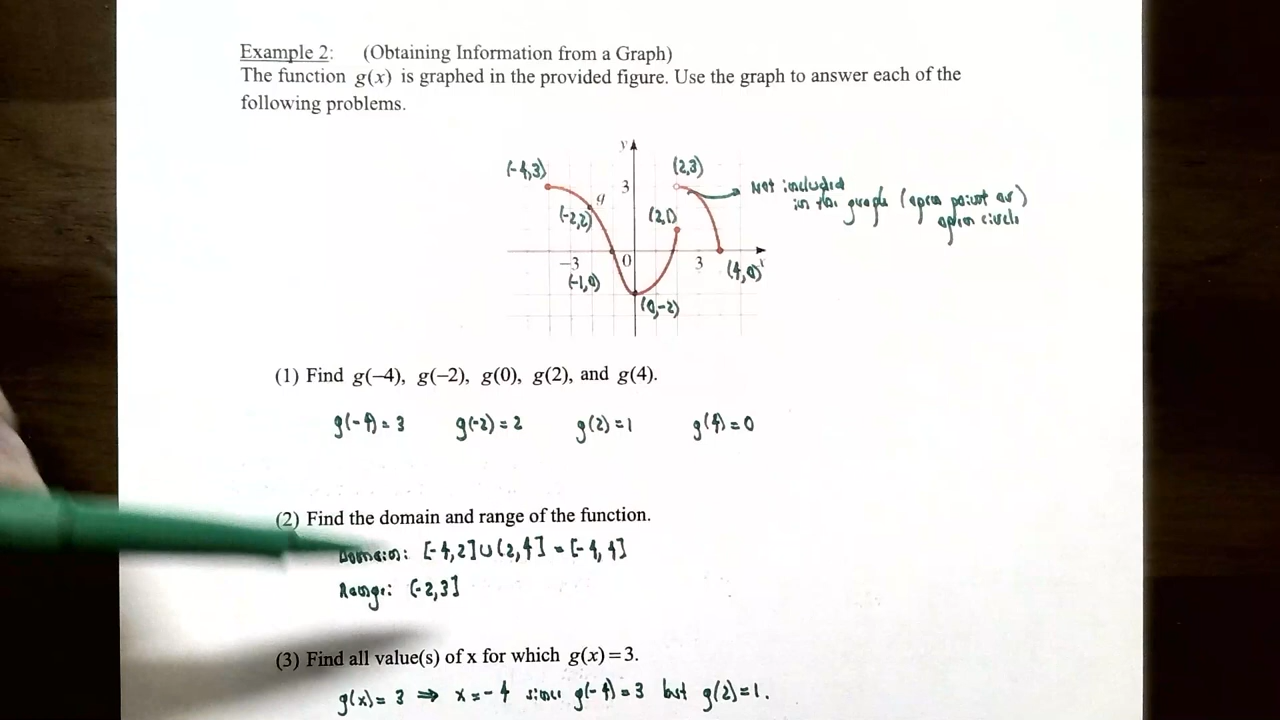 Example 2: (Obtaining Information from a Graph)
The function g(x) is graphed in the provided figure. Use the graph to answer each of the
following problems.
y
(-4,3)
3
(2,3)
Not included
in the graph (open point or)
open circle
g
(-2,2)
(2,1)
-3
0
3
(4,0)
(-1,0)
(0,-2)
(1) Find g(−4), g(−2), g(0), g(2), and g(4).
g(-4)=3 g(-2)=2 g(2)=1 g(4)=0
(2) Find the domain and range of the function.
Domain: [-4,2]∪(2,4] = [-4,4]
Range: [-2,3]
(3) Find all value(s) of x for which g(x)=3.
g(x)=3 ⇒ x=-4 since g(-4)=3 but g(2)=1.